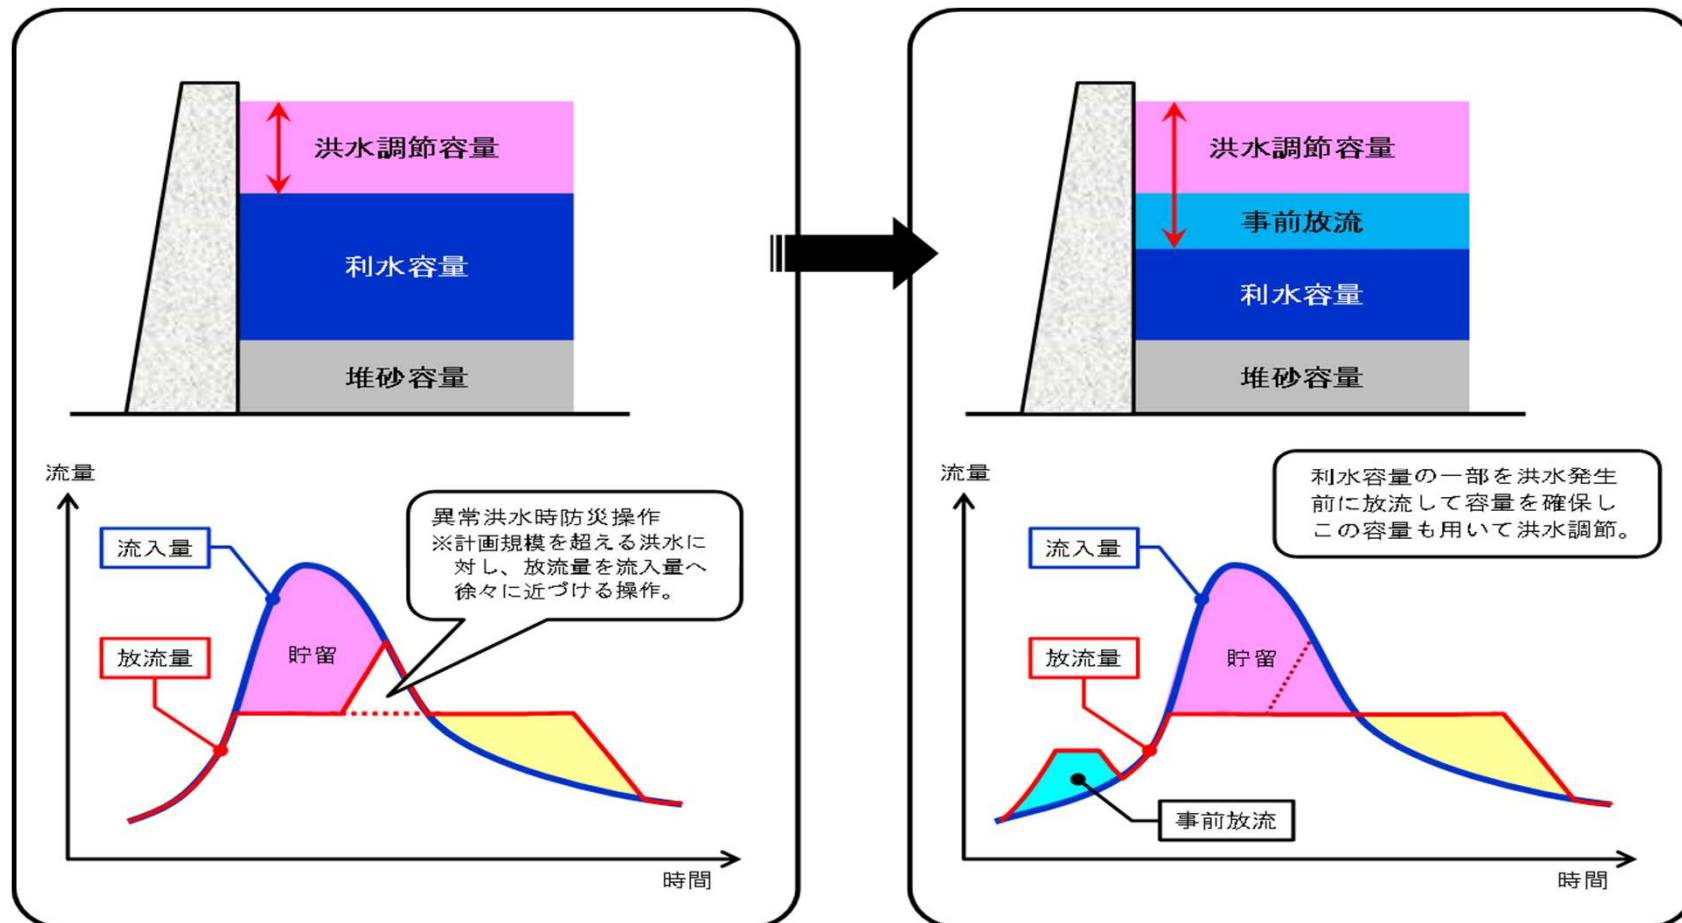 洪水調節容量
利水容量
堆砂容量
流量
異常洪水時防災操作
※計画規模を超える洪水に
対し、放流量を流入量へ
徐々に近づける操作。
流入量
放流量
貯留
時間
洪水調節容量
事前放流
利水容量
堆砂容量
利水容量の一部を洪水発生
前に放流して容量を確保し
この容量も用いて洪水調節。
流量
流入量
放流量
貯留
事前放流
時間